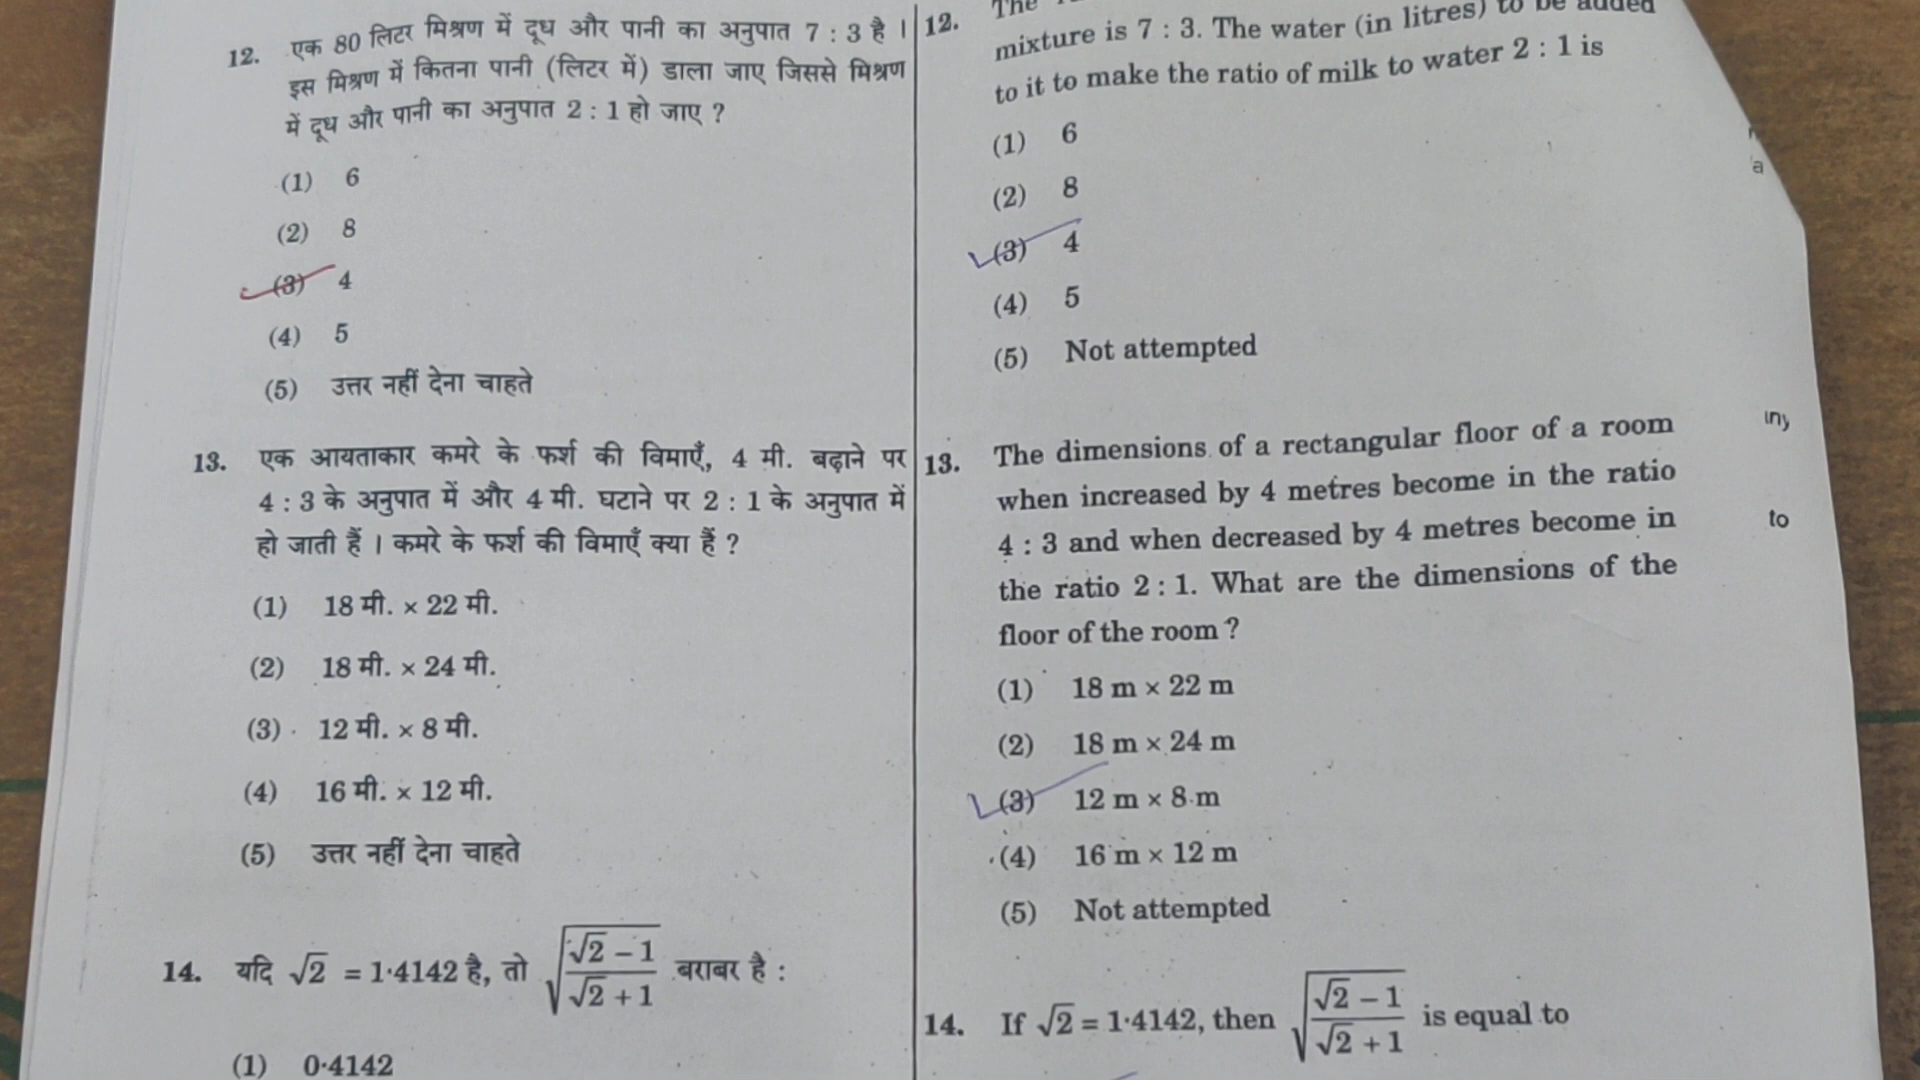 12. एक 80 लिटर मिश्रण में दूध और पानी का अनुपात 7 : 3 है ।
इस मिश्रण में कितना पानी (लिटर में) डाला जाए जिससे मिश्रण
में दूध और पानी का अनुपात 2 : 1 हो जाए ?
(1) 6
(2) 8
(3) 4
(4) 5
(5) उत्तर नहीं देना चाहते
13. एक आयताकार कमरे के फर्श की विमाएँ, 4 मी. बढ़ाने पर
4 : 3 के अनुपात में और 4 मी. घटाने पर 2 : 1 के अनुपात में
हो जाती हैं । कमरे के फर्श की विमाएँ क्या हैं ?
(1) 18 मी. × 22 मी.
(2) 18 मी. × 24 मी.
(3) 12 मी. × 8 मी.
(4) 16 मी. × 12 मी.
(5) उत्तर नहीं देना चाहते
14. यदि √2 = 1·4142 है, तो √((√2 – 1)/(√2 + 1)) बराबर है :
(1) 0·4142
12. The
mixture is 7 : 3. The water (in litres) to be added
to it to make the ratio of milk to water 2 : 1 is
(1) 6
(2) 8
(3) 4
(4) 5
(5) Not attempted
13. The dimensions of a rectangular floor of a room
when increased by 4 metres become in the ratio
4 : 3 and when decreased by 4 metres become in
the ratio 2 : 1. What are the dimensions of the
floor of the room ?
(1) 18 m × 22 m
(2) 18 m × 24 m
(3) 12 m × 8 m
(4) 16 m × 12 m
(5) Not attempted
14. If √2 = 1·4142, then √((√2 – 1)/(√2 + 1)) is equal to
a
to